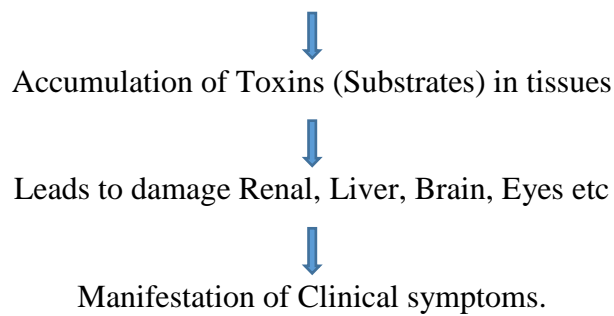 Accumulation of Toxins (Substrates) in tissues
Leads to damage Renal, Liver, Brain, Eyes etc
Manifestation of Clinical symptoms.